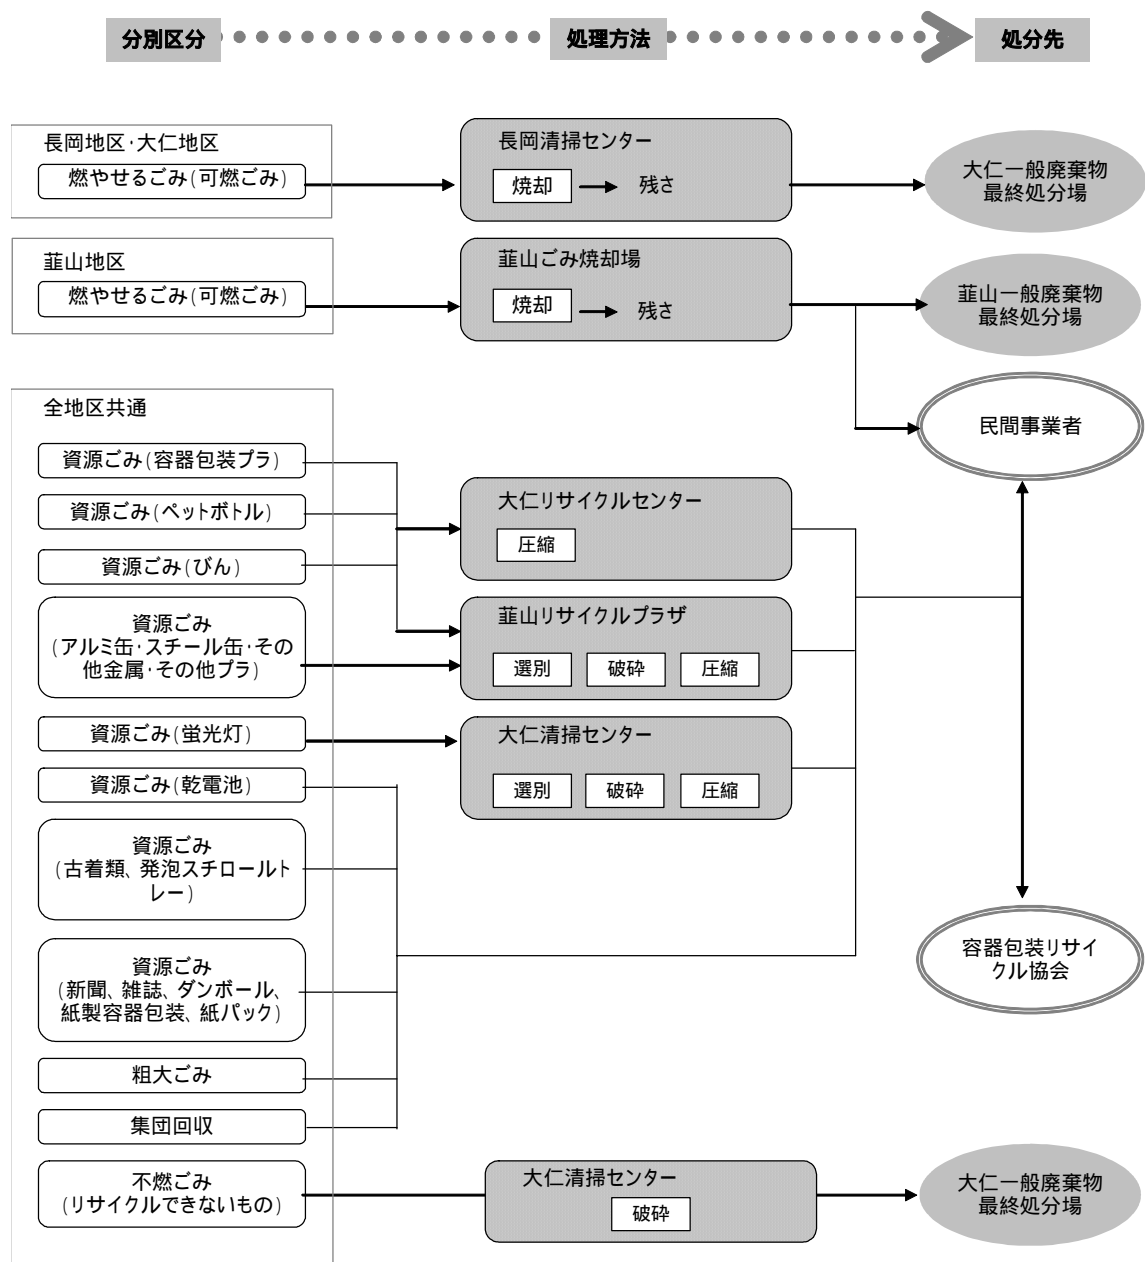 分別区分
処理方法
処分先
長岡地区・大仁地区
燃やせるごみ(可燃ごみ)
長岡清掃センター
焼却
残さ
大仁一般廃棄物
最終処分場
韮山地区
燃やせるごみ(可燃ごみ)
韮山ごみ焼却場
焼却
残さ
韮山一般廃棄物
最終処分場
民間事業者
全地区共通
資源ごみ(容器包装プラ)
資源ごみ(ペットボトル)
資源ごみ(びん)
大仁リサイクルセンター
圧縮
資源ごみ
(アルミ缶・スチール缶・その
他金属・その他プラ)
韮山リサイクルプラザ
選別
破砕
圧縮
資源ごみ(蛍光灯)
大仁清掃センター
選別
破砕
圧縮
資源ごみ(乾電池)
資源ごみ
(古着類、発泡スチロールト
レー)
資源ごみ
(新聞、雑誌、ダンボール、
紙製容器包装、紙パック)
容器包装リサイ
クル協会
粗大ごみ
集団回収
不燃ごみ
(リサイクルできないもの)
大仁清掃センター
破砕
大仁一般廃棄物
最終処分場